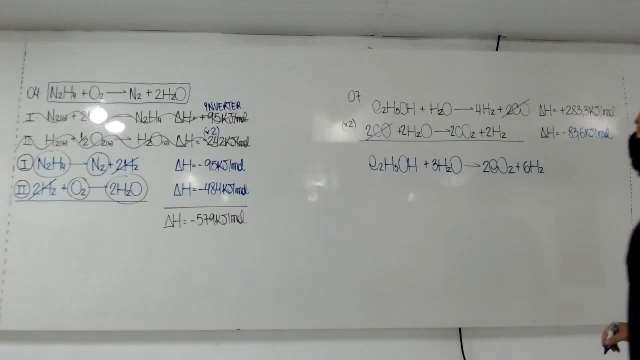 04 N2H4 + O2 → N2 + 2H2O
INVERTER
I N2(g) + 2H → N2H4 ΔH = +95KJ/mol
(x2)
II H2(g) + ½O2(g) → H2O(g) ΔH = -242KJ/mol
I N2H4 → N2 + 2H2 ΔH = -95KJ/mol
II 2H2 + O2 → 2H2O ΔH = -484KJ/mol
ΔH = -579KJ/mol
07
C2H5OH + H2O → 4H2 + 2CO ΔH = +283,3KJ/mol
(x2) 2CO + 2H2O → 2CO2 + 2H2 ΔH = -83,6KJ/mol
C2H5OH + 3H2O → 2CO2 + 6H2